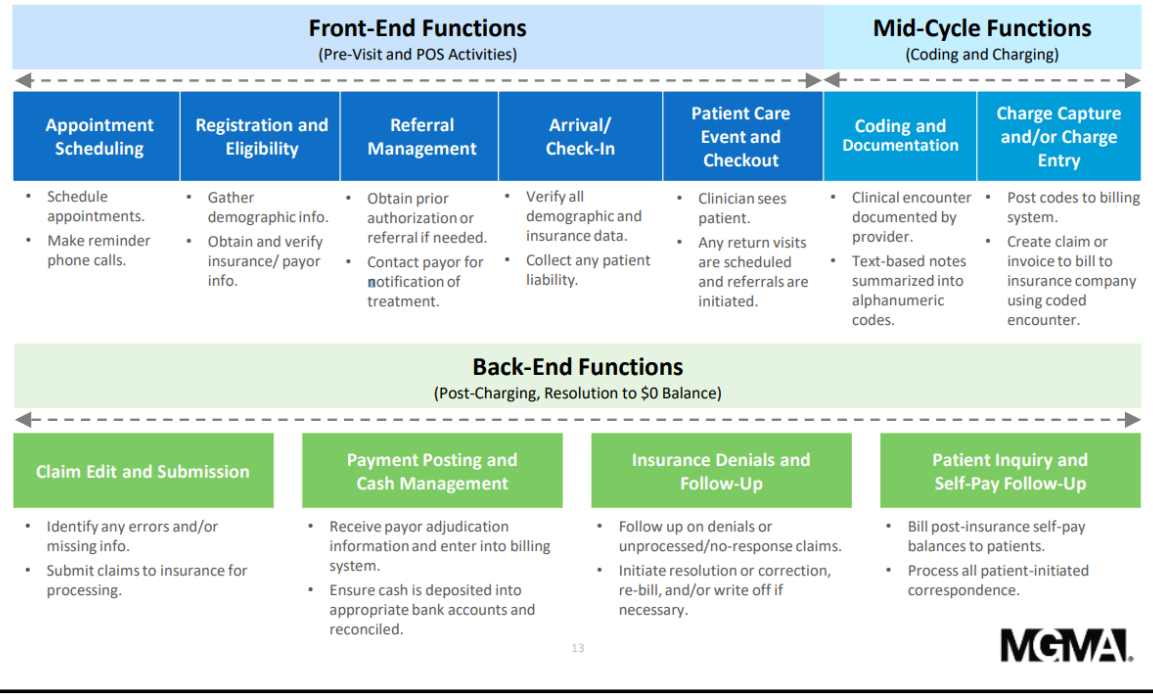 Front-End Functions
(Pre-Visit and POS Activities)
Mid-Cycle Functions
(Coding and Charging)
Appointment
Scheduling
Registration and
Eligibility
Referral
Management
Arrival/
Check-In
Patient Care
Event and
Checkout
Coding and
Documentation
Charge Capture
and/or Charge
Entry
• Schedule
appointments.
• Make reminder
phone calls.
• Gather
demographic info.
• Obtain and verify
insurance/ payor
info.
• Obtain prior
authorization or
referral if needed.
• Contact payor for
notification of
treatment.
• Verify all
demographic and
insurance data.
• Collect any patient
liability.
• Clinician sees
patient.
• Any return visits
are scheduled
and referrals are
initiated.
• Clinical encounter
documented by
provider.
• Text-based notes
summarized into
alphanumeric
codes.
• Post codes to billing
system.
• Create claim or
invoice to bill to
insurance company
using coded
encounter.
Back-End Functions
(Post-Charging, Resolution to $0 Balance)
Claim Edit and Submission
Payment Posting and
Cash Management
Insurance Denials and
Follow-Up
Patient Inquiry and
Self-Pay Follow-Up
• Identify any errors and/or
missing info.
• Submit claims to insurance for
processing.
• Receive payor adjudication
information and enter into billing
system.
• Ensure cash is deposited into
appropriate bank accounts and
reconciled.
• Follow up on denials or
unprocessed/no-response claims.
• Initiate resolution or correction,
re-bill, and/or write off if
necessary.
• Bill post-insurance self-pay
balances to patients.
• Process all patient-initiated
correspondence.
13
MGMA.